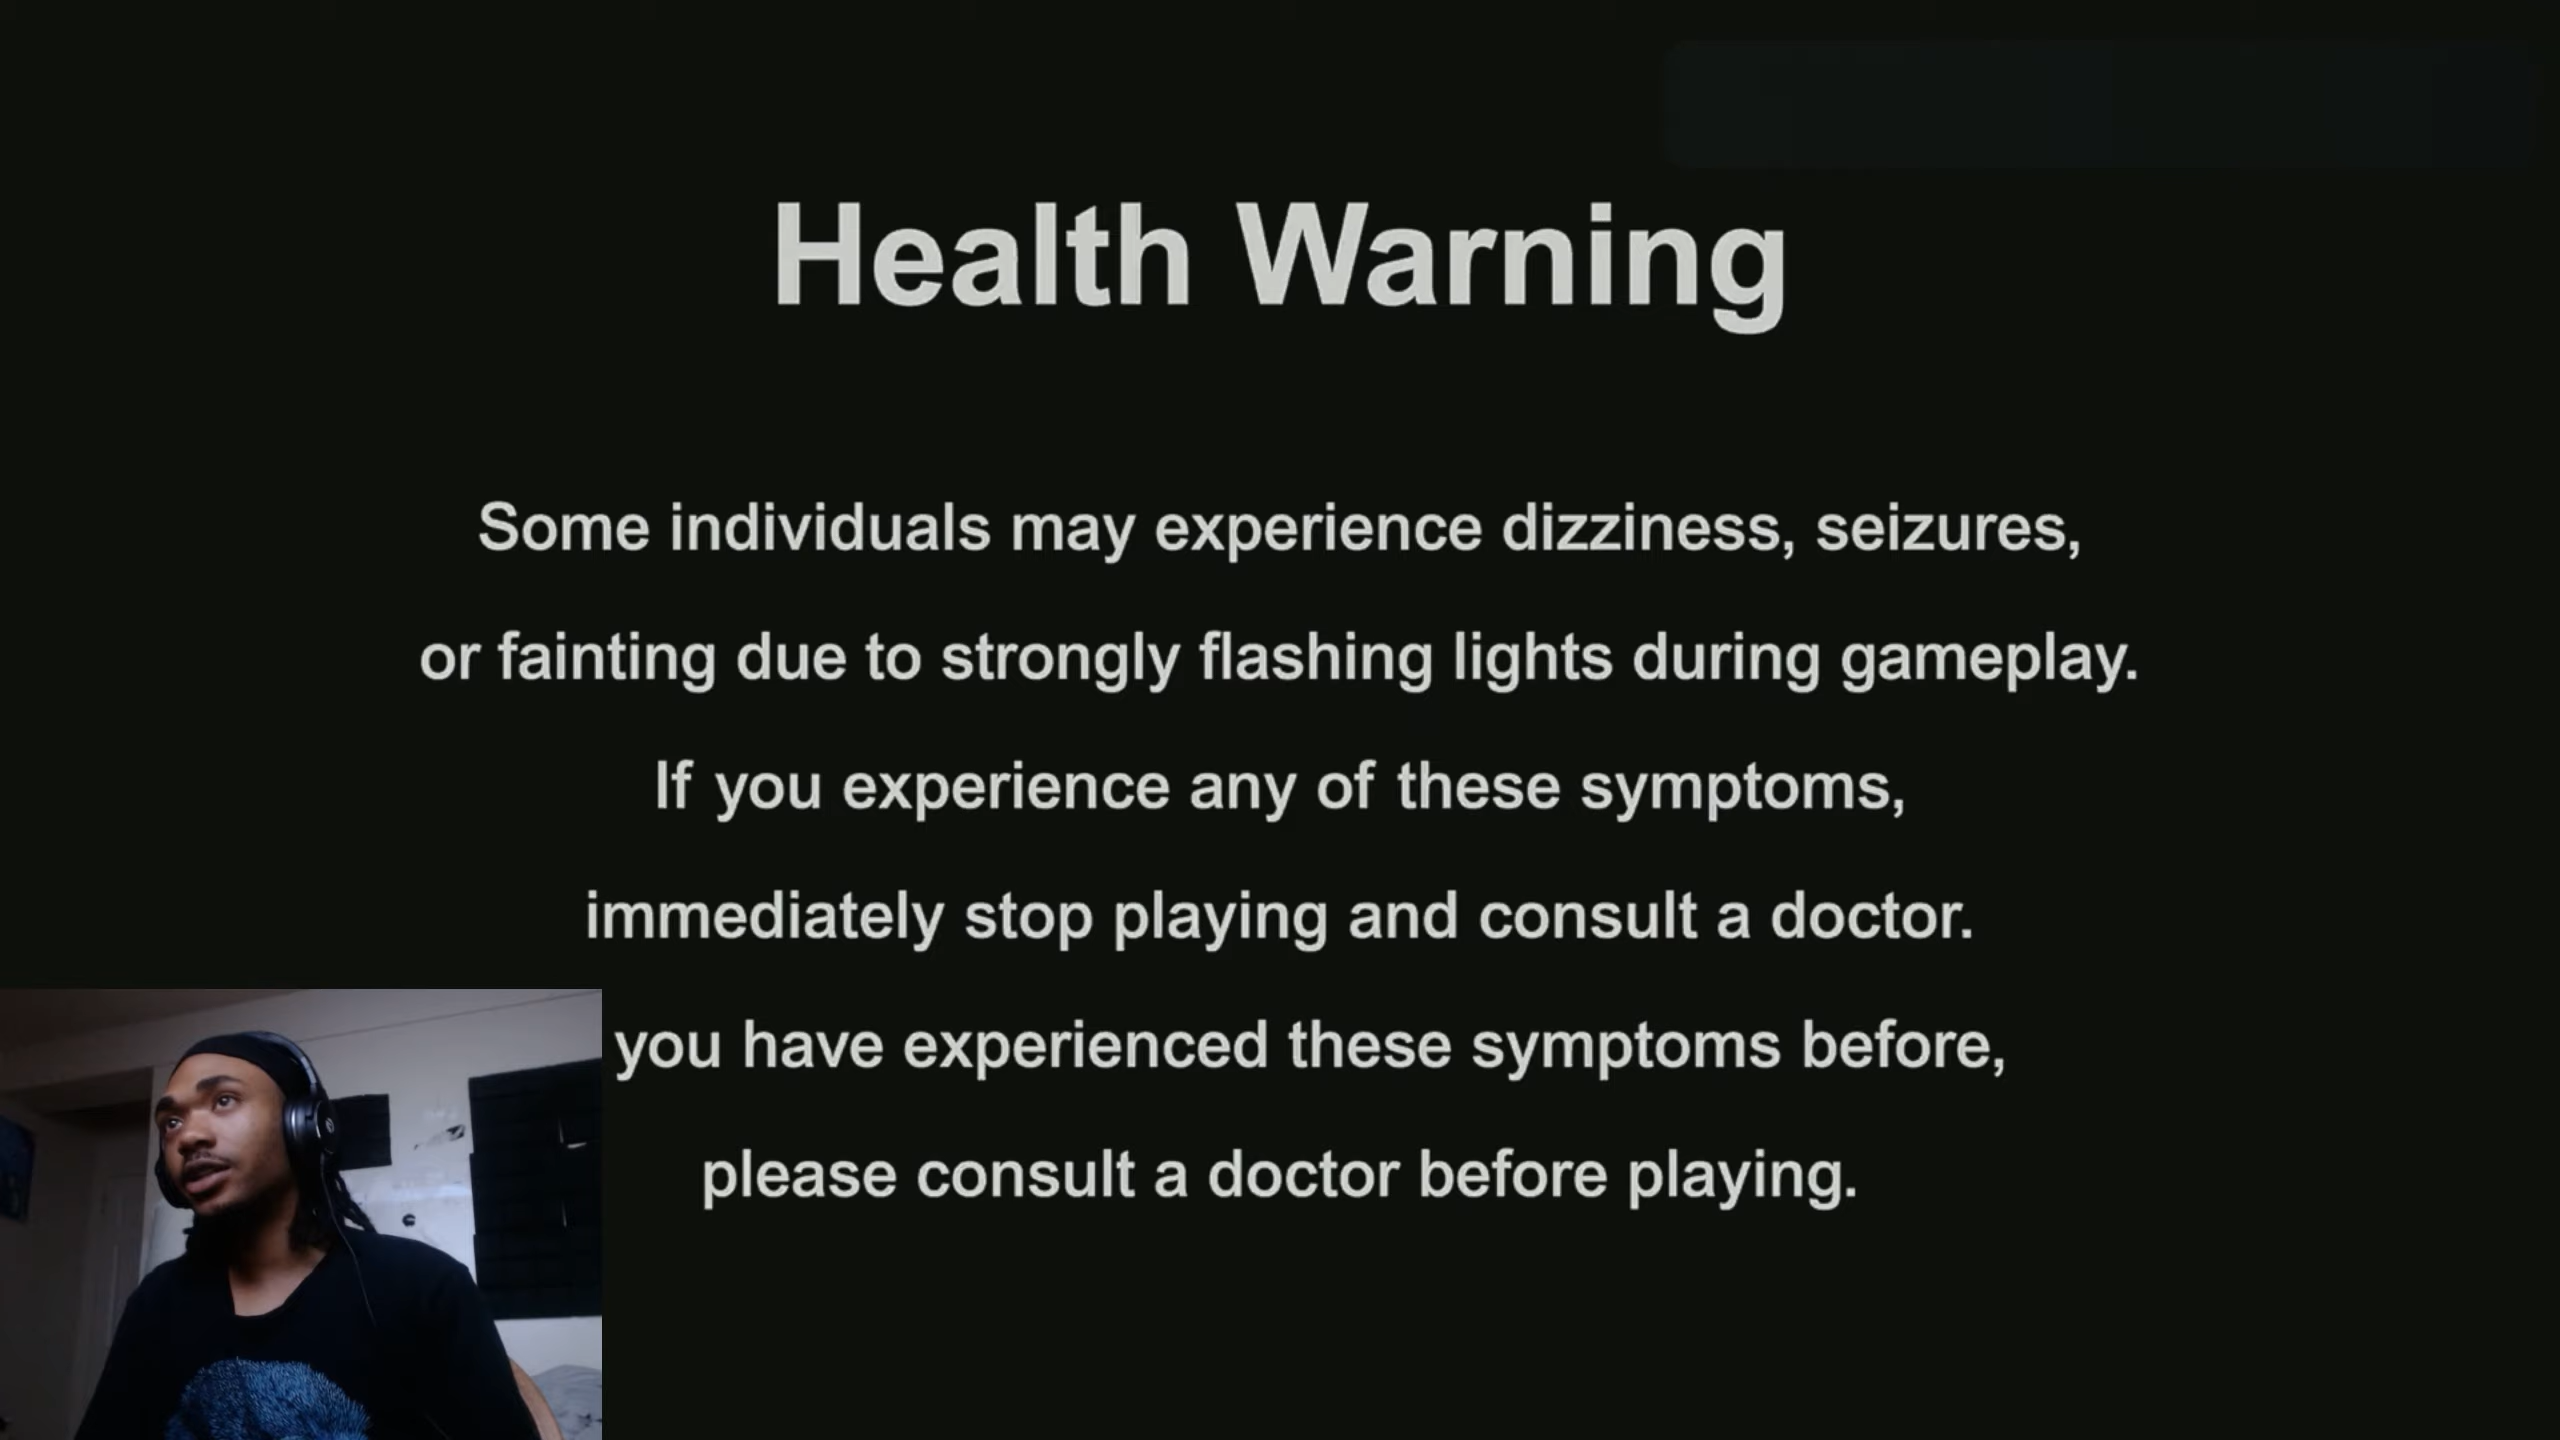 Health Warning
Some individuals may experience dizziness, seizures,
or fainting due to strongly flashing lights during gameplay.
If you experience any of these symptoms,
immediately stop playing and consult a doctor.
you have experienced these symptoms before,
please consult a doctor before playing.